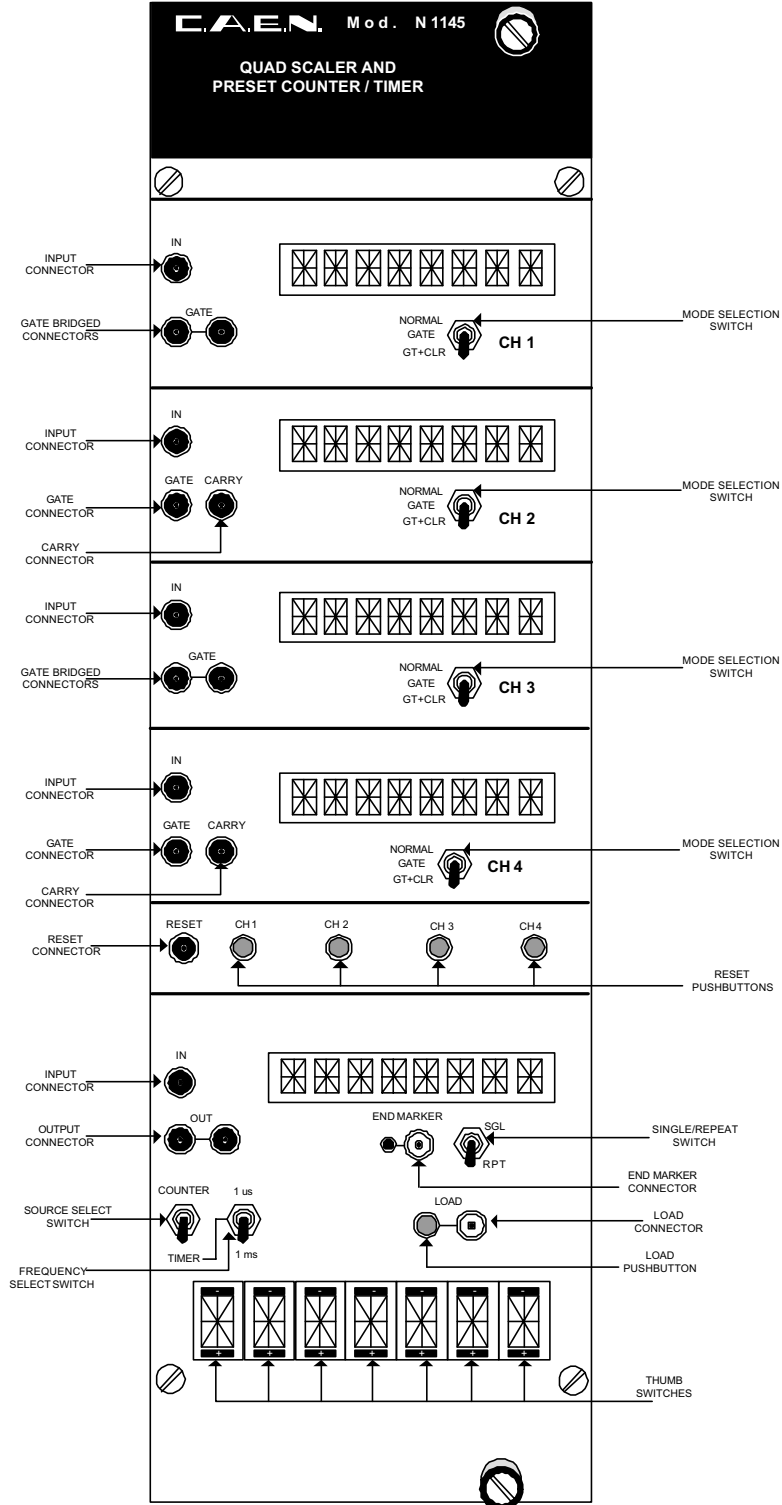 C.A.E.N. Mod. N 1145
QUAD SCALER AND
PRESET COUNTER / TIMER
IN
INPUT
CONNECTOR
GATE
GATE BRIDGED
CONNECTORS
NORMAL
GATE
GT+CLR
CH 1
MODE SELECTION
SWITCH
IN
INPUT
CONNECTOR
GATE CARRY
GATE
CONNECTOR
CARRY
CONNECTOR
NORMAL
GATE
GT+CLR
CH 2
MODE SELECTION
SWITCH
IN
INPUT
CONNECTOR
GATE
GATE BRIDGED
CONNECTORS
NORMAL
GATE
GT+CLR
CH 3
MODE SELECTION
SWITCH
IN
INPUT
CONNECTOR
GATE CARRY
GATE
CONNECTOR
CARRY
CONNECTOR
NORMAL
GATE
GT+CLR
CH 4
MODE SELECTION
SWITCH
RESET CH 1 CH 2 CH 3 CH 4
RESET
CONNECTOR
RESET
PUSHBUTTONS
IN
INPUT
CONNECTOR
OUT
OUTPUT
CONNECTOR
END MARKER
SGL
RPT
SINGLE/REPEAT
SWITCH
END MARKER
CONNECTOR
COUNTER
1 us
SOURCE SELECT
SWITCH
TIMER
1 ms
FREQUENCY
SELECT SWITCH
LOAD
LOAD
CONNECTOR
LOAD
PUSHBUTTON
- - - - - - -
+ + + + + + +
THUMB
SWITCHES